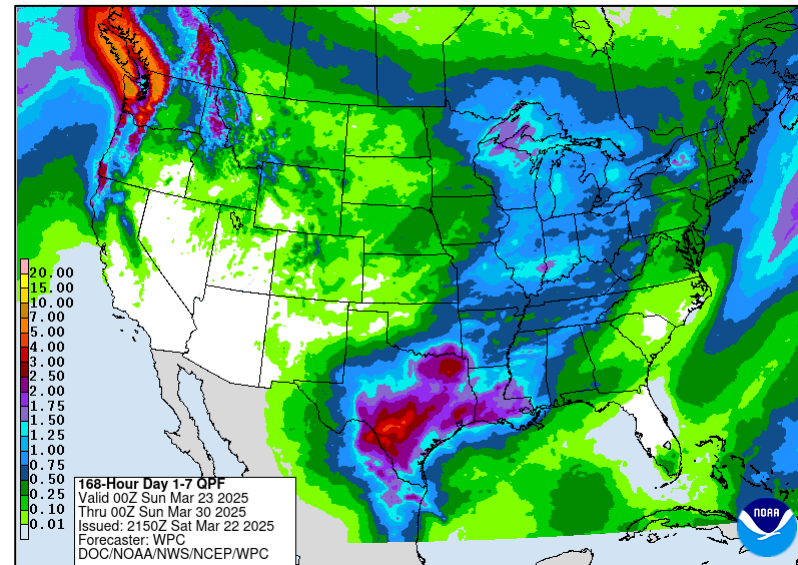 20.00
15.00
10.00
7.00
5.00
4.00
3.00
2.50
2.00
1.75
1.50
1.25
1.00
0.75
0.50
0.25
0.10
0.01
168-Hour Day 1-7 QPF
Valid 00Z Sun Mar 23 2025
Thru 00Z Sun Mar 30 2025
Issued: 2150Z Sat Mar 22 2025
Forecaster: WPC
DOC/NOAA/NWS/NCEP/WPC
NOAA